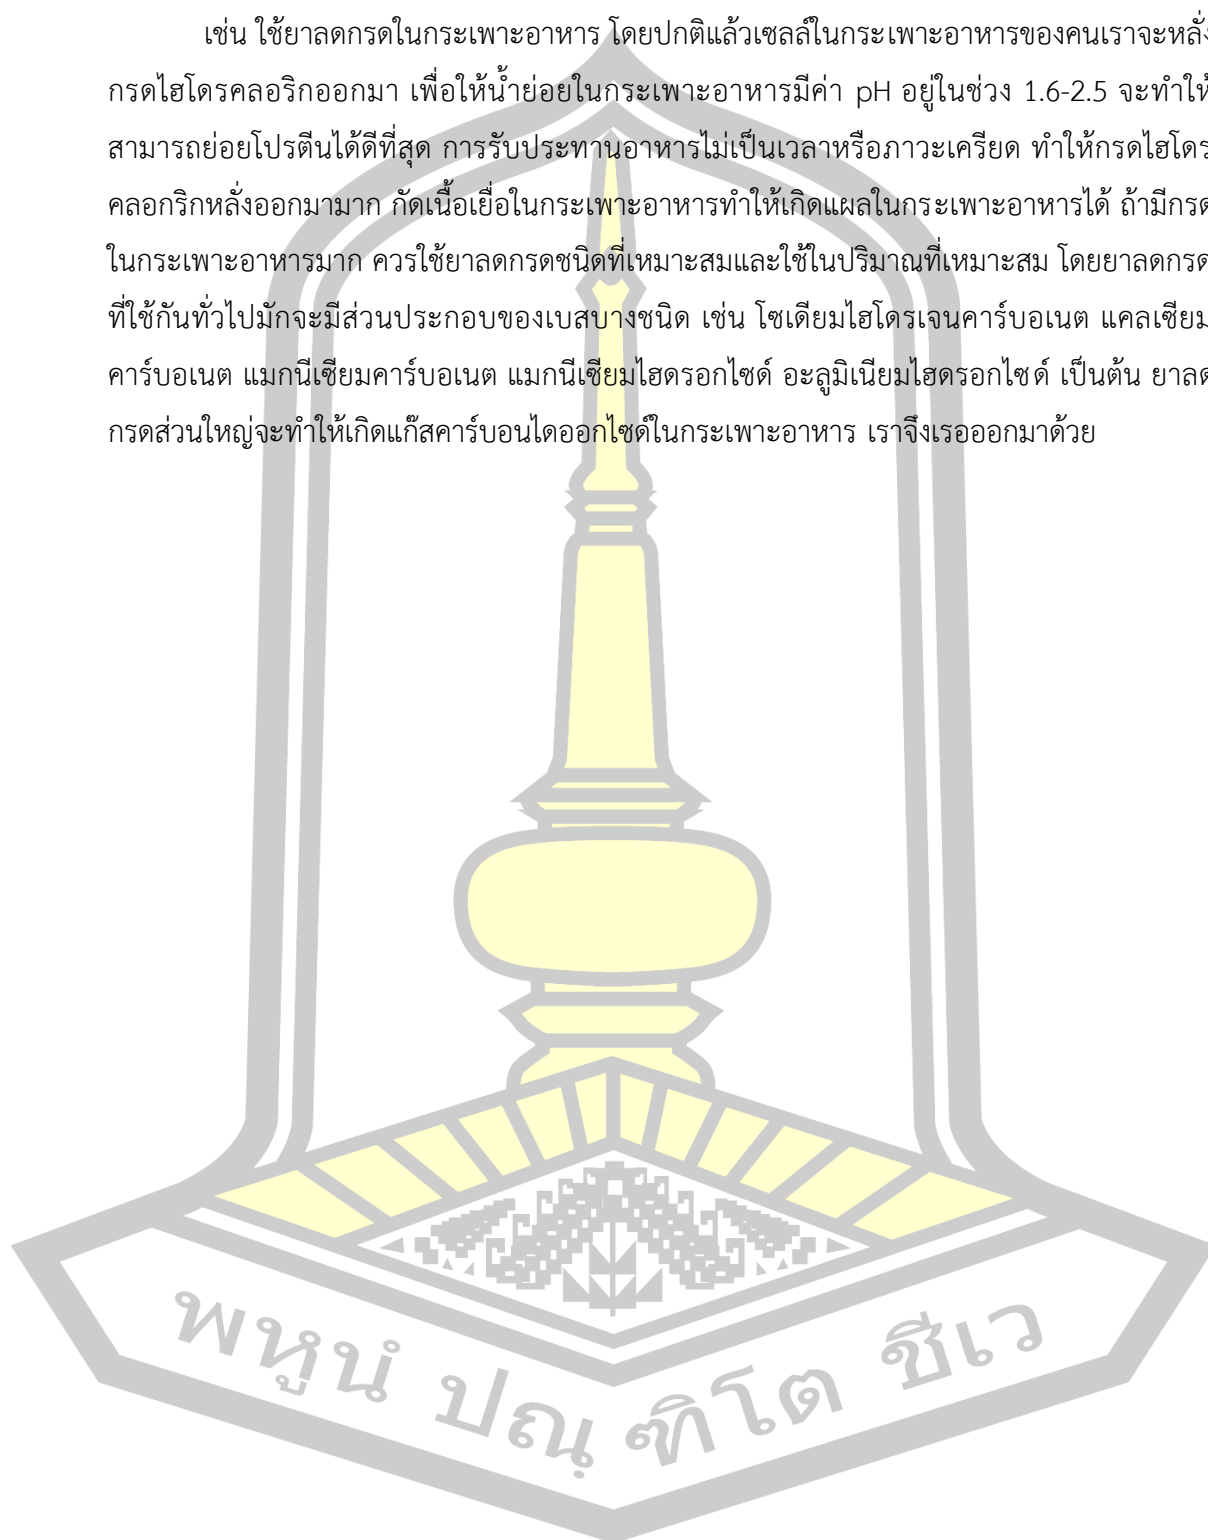 เช่น ใช้ยาลดกรดในกระเพาะอาหาร โดยปกติแล้วเซลล์ในกระเพาะอาหารของคนเราจะหลั่ง
กรดไฮโดรคลอริกออกมา เพื่อให้น้ำย่อยในกระเพาะอาหารมีค่า pH อยู่ในช่วง 1.6-2.5 จะทำให้
สามารถย่อยโปรตีนได้ดีที่สุด การรับประทานอาหารไม่เป็นเวลาหรือภาวะเครียด ทำให้กรดไฮโดร
คลอกริกหลั่งออกมามาก กัดเนื้อเยื่อในกระเพาะอาหารทำให้เกิดแผลในกระเพาะอาหารได้ ถ้ามีกรด
ในกระเพาะอาหารมาก ควรใช้ยาลดกรดชนิดที่เหมาะสมและใช้ในปริมาณที่เหมาะสม โดยยาลดกรด
ที่ใช้กันทั่วไปมักจะมีส่วนประกอบของเบสบางชนิด เช่น โซเดียมไฮโดรเจนคาร์บอเนต แคลเซียม
คาร์บอเนต แมกนีเซียมคาร์บอเนต แมกนีเซียมไฮดรอกไซด์ อะลูมิเนียมไฮดรอกไซด์ เป็นต้น ยาลด
กรดส่วนใหญ่จะทำให้เกิดแก๊สคาร์บอนไดออกไซด์ในกระเพาะอาหาร เราจึงเรอออกมาด้วย
พหูนํ ปณฺฑิโต ชีเว